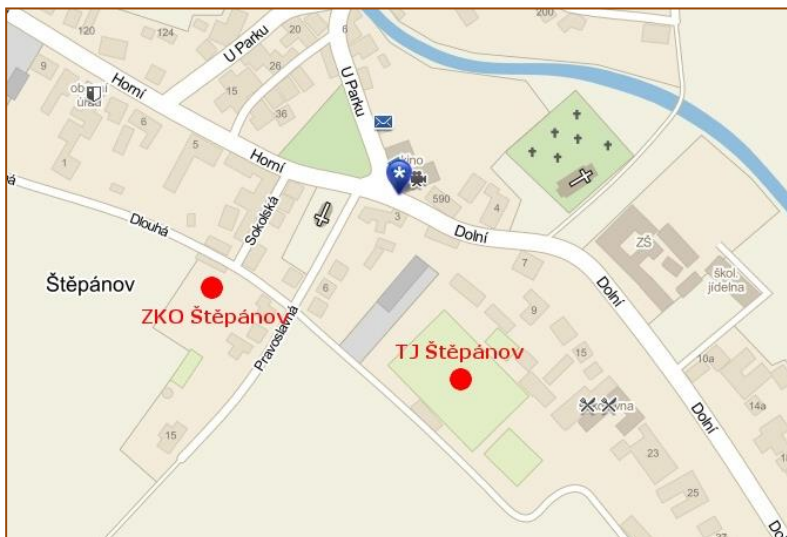 120
124
20
6
200
U Parku
9
Horní
obecní
úřad
15
U Parku
36
6
5
1
Horní
kino
590
4
3
Dolní
Dlouhá
Sokolská
ZŠ
škol.
jídelna
7
Dolní
Štěpánov
6
9
ZKO Štěpánov
Pravoslavná
TJ Štěpánov
15
10a
14a
15
Dolní
23
25
27